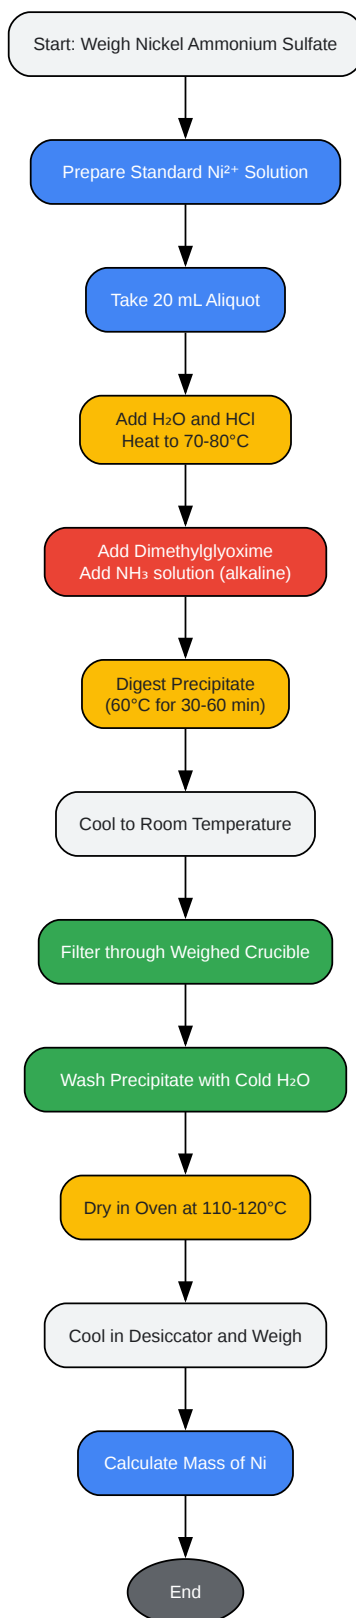 Start: Weigh Nickel Ammonium Sulfate
Prepare Standard Ni²⁺ Solution
Take 20 mL Aliquot
Add H₂O and HCl
Heat to 70-80°C
Add Dimethylglyoxime
Add NH₃ solution (alkaline)
Digest Precipitate
(60°C for 30-60 min)
Cool to Room Temperature
Filter through Weighed Crucible
Wash Precipitate with Cold H₂O
Dry in Oven at 110-120°C
Cool in Desiccator and Weigh
Calculate Mass of Ni
End